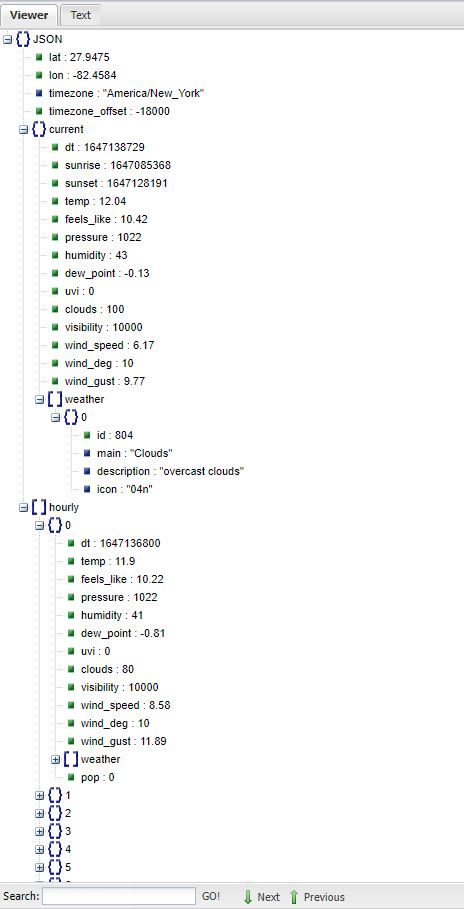 Viewer Text
JSON
lat : 27.9475
lon : -82.4584
timezone : "America/New_York"
timezone_offset : -18000
current
dt : 1647138729
sunrise : 1647085368
sunset : 1647128191
temp : 12.04
feels_like : 10.42
pressure : 1022
humidity : 43
dew_point : -0.13
uvi : 0
clouds : 100
visibility : 10000
wind_speed : 6.17
wind_deg : 10
wind_gust : 9.77
weather
0
id : 804
main : "Clouds"
description : "overcast clouds"
icon : "04n"
hourly
0
dt : 1647136800
temp : 11.9
feels_like : 10.22
pressure : 1022
humidity : 41
dew_point : -0.81
uvi : 0
clouds : 80
visibility : 10000
wind_speed : 8.58
wind_deg : 10
wind_gust : 11.89
weather
pop : 0
1
2
3
4
5
Search: GO! Next Previous